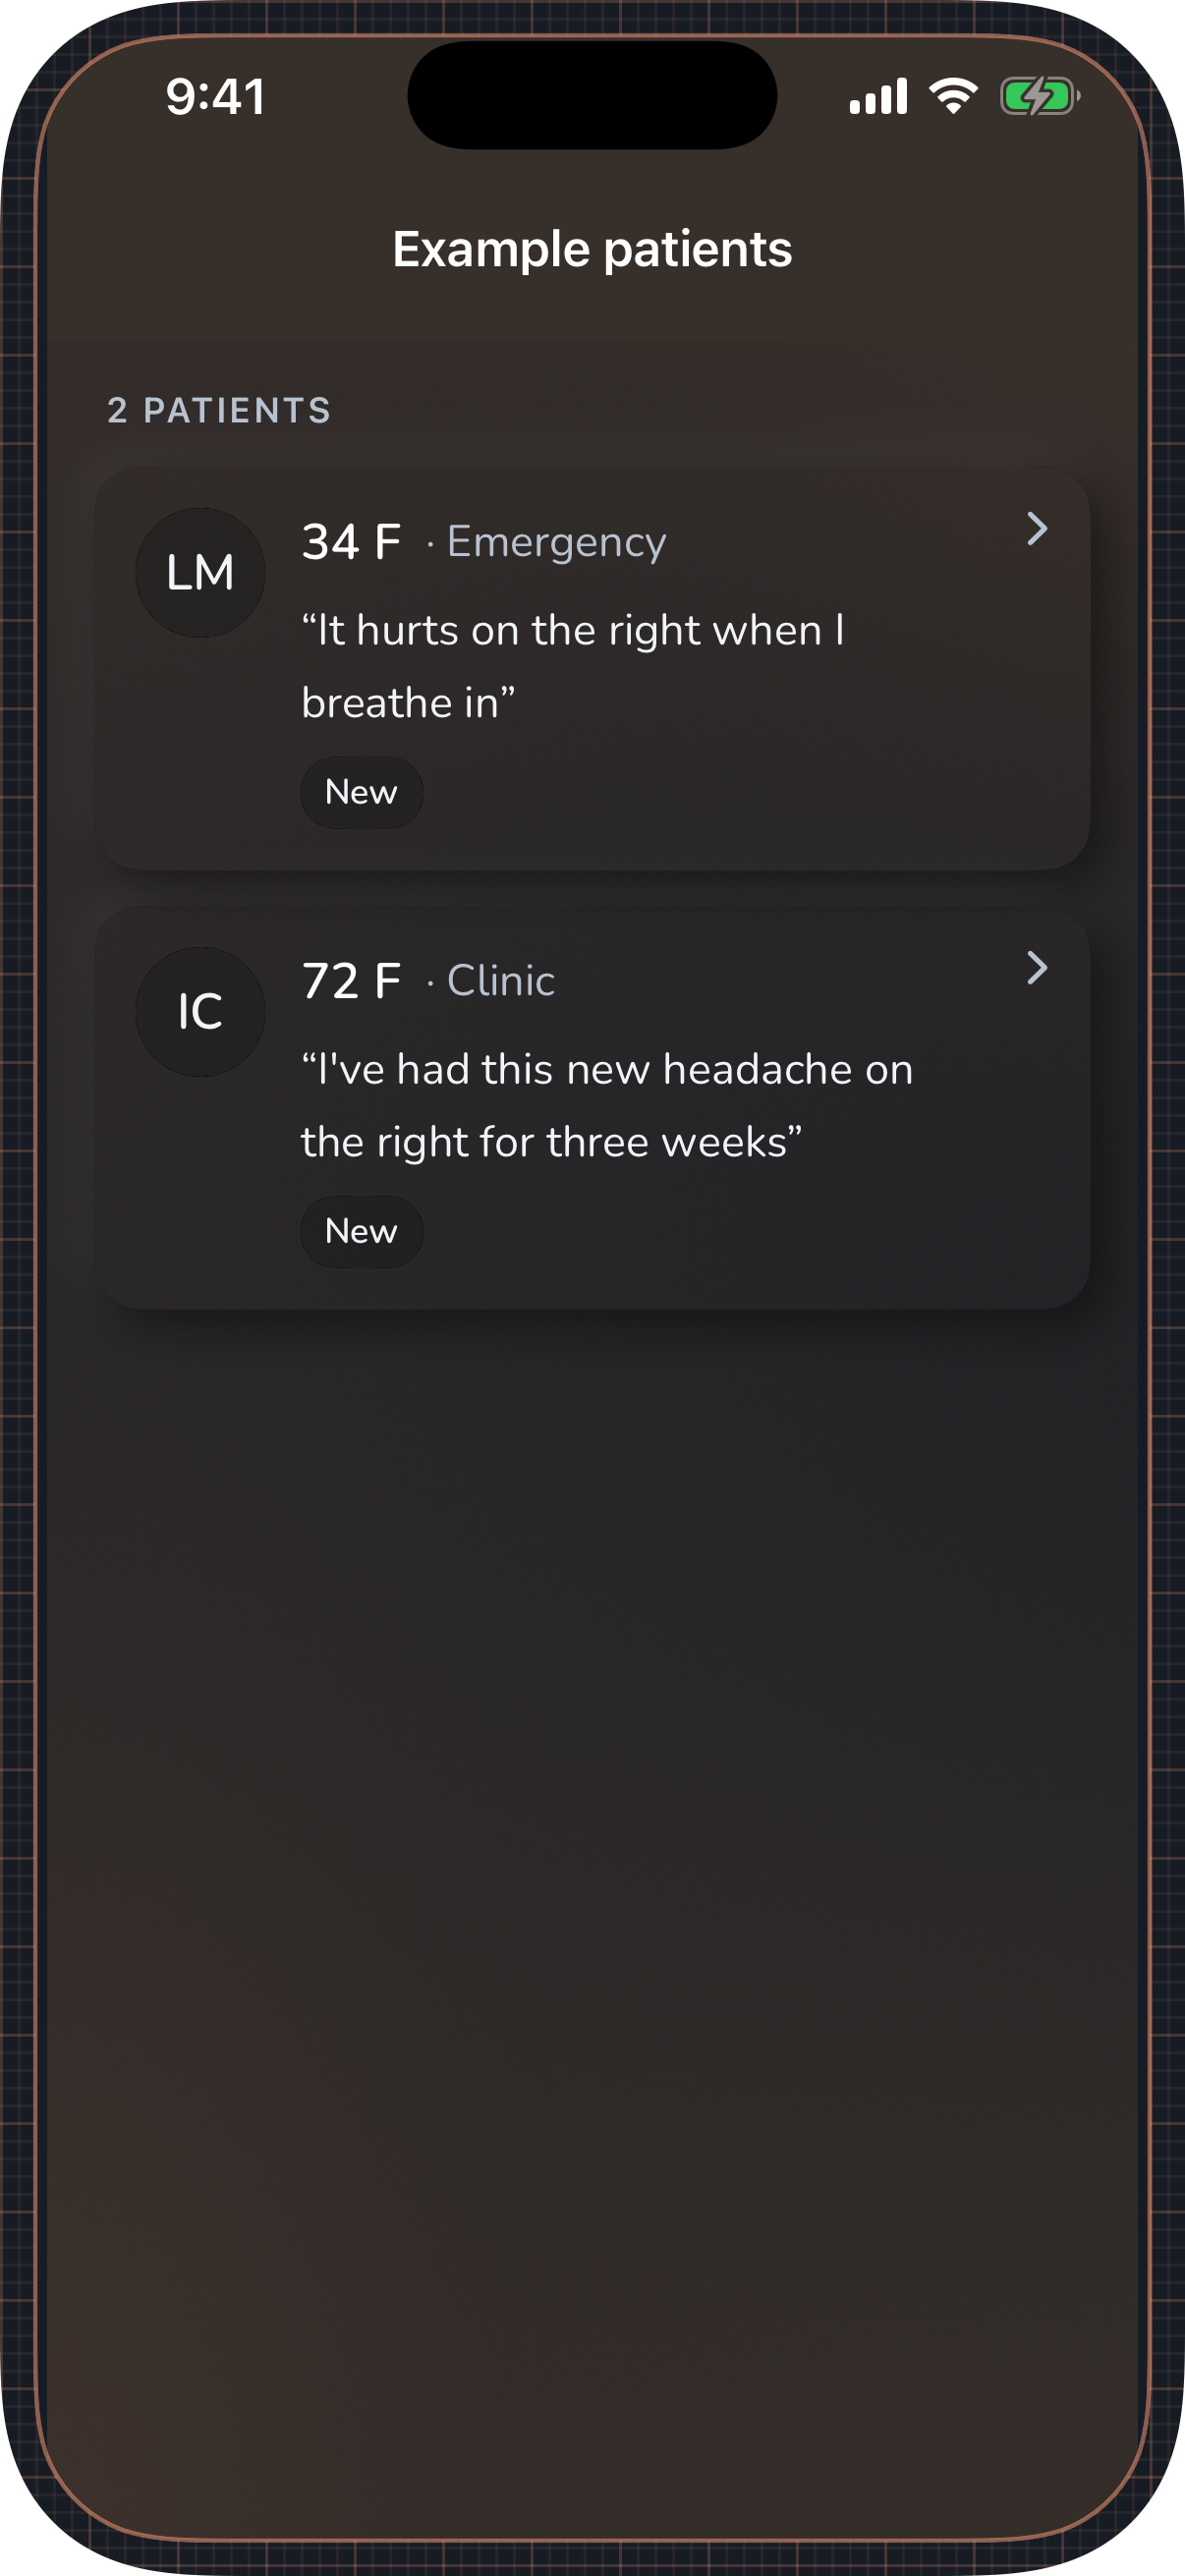 9:41
Example patients
2 PATIENTS
LM
34 F · Emergency
“It hurts on the right when I
breathe in”
New
IC
72 F · Clinic
“I've had this new headache on
the right for three weeks”
New